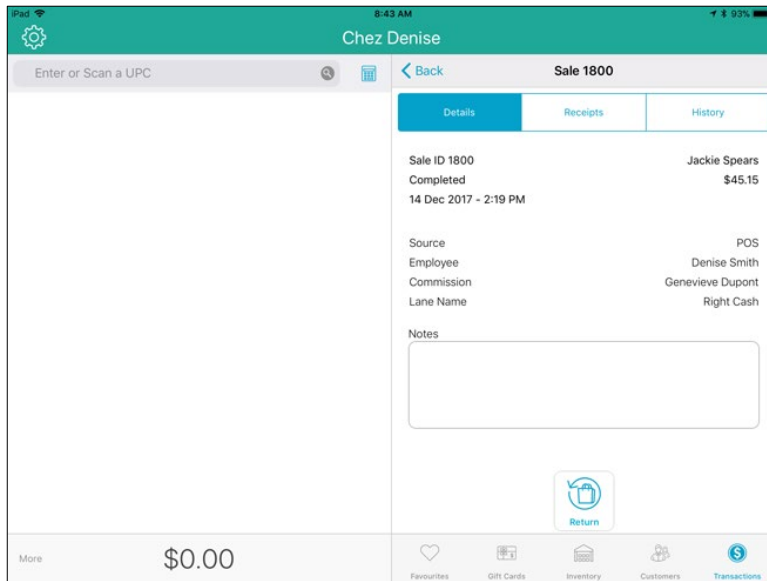 iPad 8:43 AM 93%
Chez Denise
Enter or Scan a UPC
Back Sale 1800
Details Receipts History
Sale ID 1800 Jackie Spears
Completed $45.15
14 Dec 2017 - 2:19 PM
Source POS
Employee Denise Smith
Commission Genevieve Dupont
Lane Name Right Cash
Notes
Return
More $0.00
Favourites Gift Cards Inventory Customers Transactions